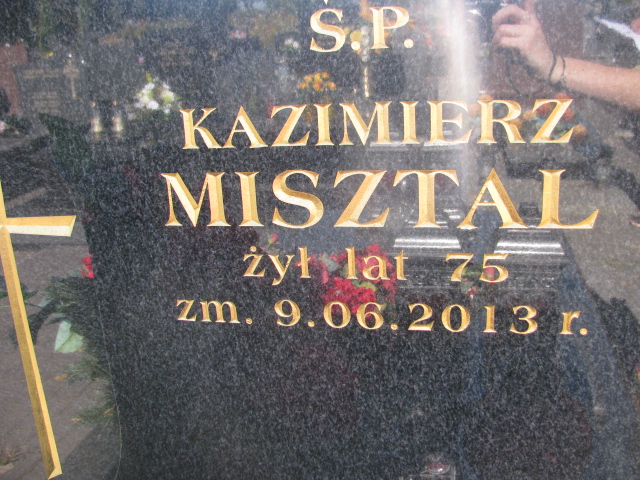 Ś.P.
KAZIMIERZ
MISZTAL
żył lat 75
zm. 9.06.2013 r.